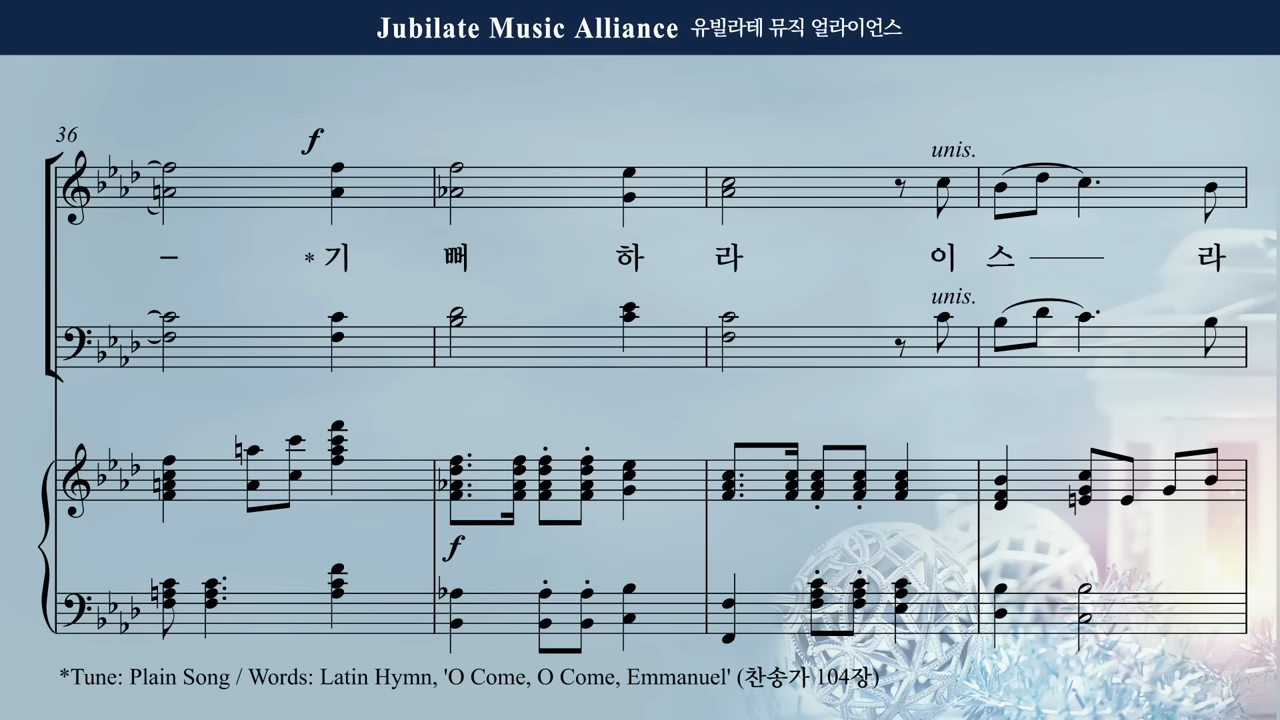 Jubilate Music Alliance 유빌라테 뮤직 얼라이언스
36
f
unis.
– *기 뻐 하 라 이 스 라
unis.
f
*Tune: Plain Song / Words: Latin Hymn, 'O Come, O Come, Emmanuel' (찬송가 104장)